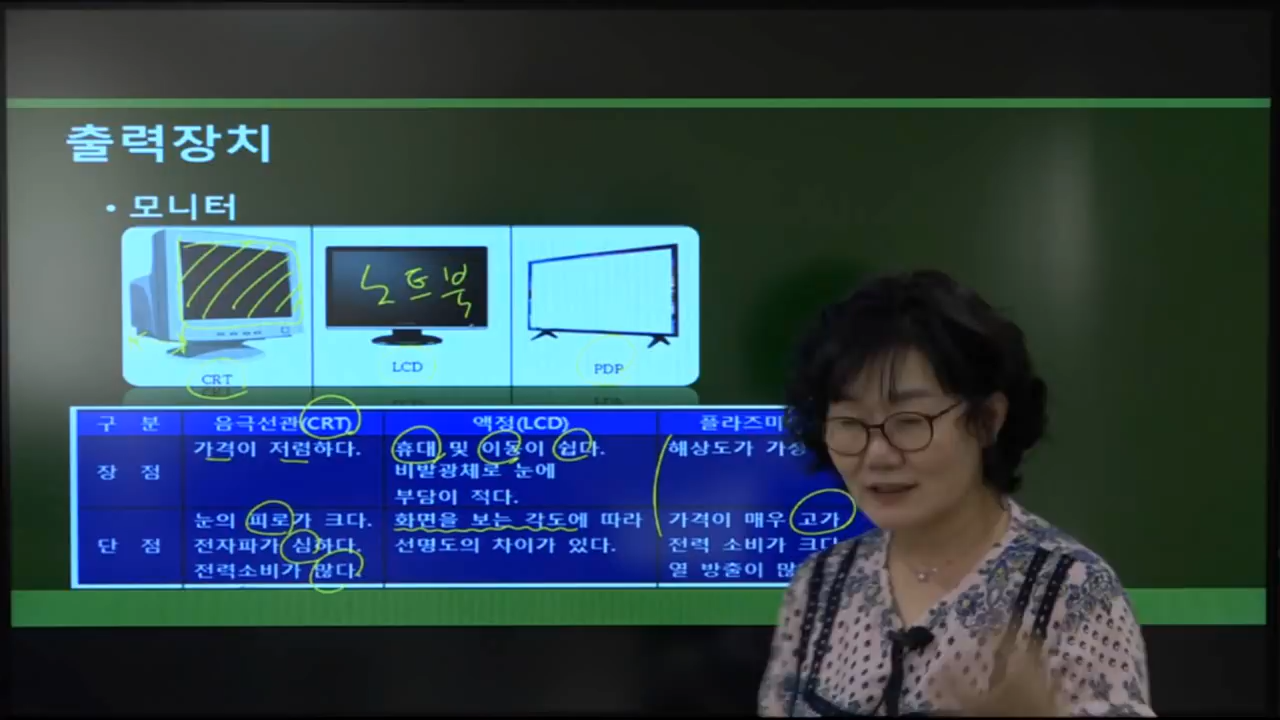 출력장치
• 모니터
노트북
CRT
LCD
PDP
구 분
음극선관(CRT)
액정(LCD)
장 점
가격이 저렴하다.
휴대 및 이동이 쉽다.
비발광체로 눈에
부담이 적다.
해상도가
단 점
눈의 피로가 크다.
전자파가 심하다.
전력소비가 많다.
화면을 보는 각도에 따라
선명도의 차이가 있다.
가격이 매우 고가
전력 소비가 크다
열 방출이